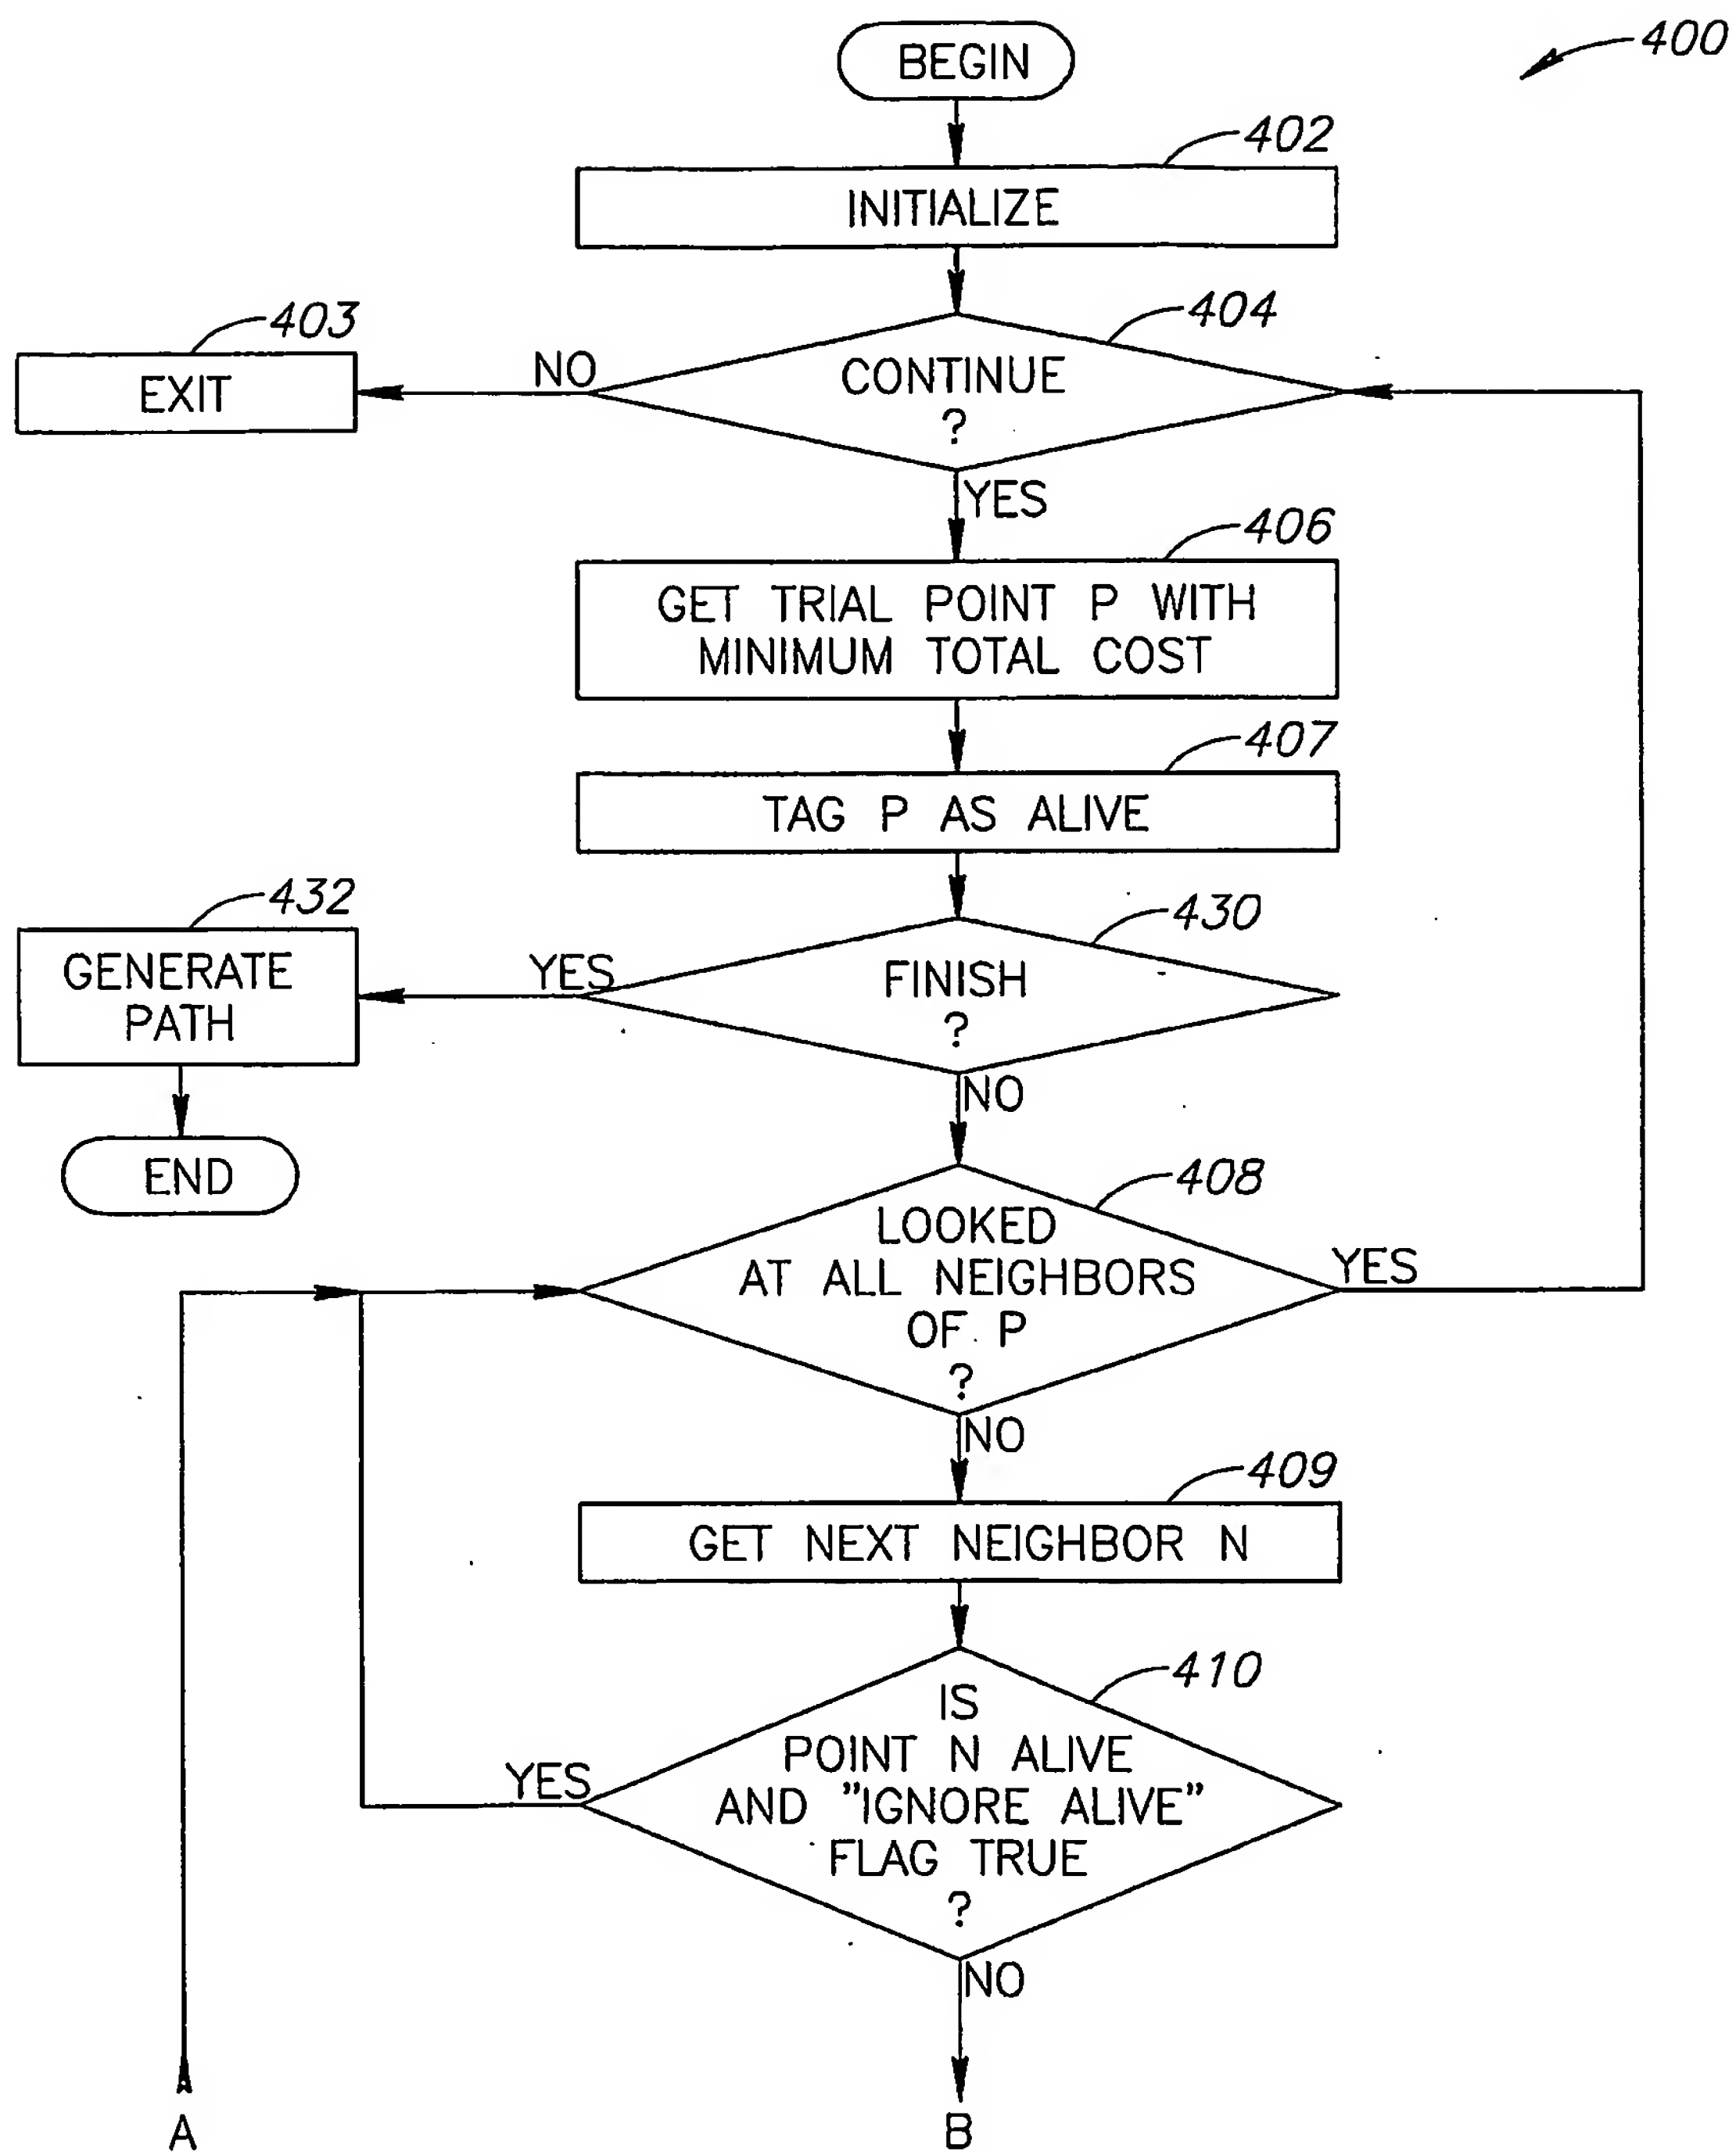 BEGIN
400
402
INITIALIZE
403
404
EXIT
NO
CONTINUE
?
YES
406
GET TRIAL POINT P WITH
MINIMUM TOTAL COST
407
TAG P AS ALIVE
432
430
GENERATE
PATH
YES
FINISH
?
NO
END
408
LOOKED
AT ALL NEIGHBORS
OF P
?
YES
NO
409
GET NEXT NEIGHBOR N
410
IS
POINT N ALIVE
AND "IGNORE ALIVE"
FLAG TRUE
?
YES
NO
A
B